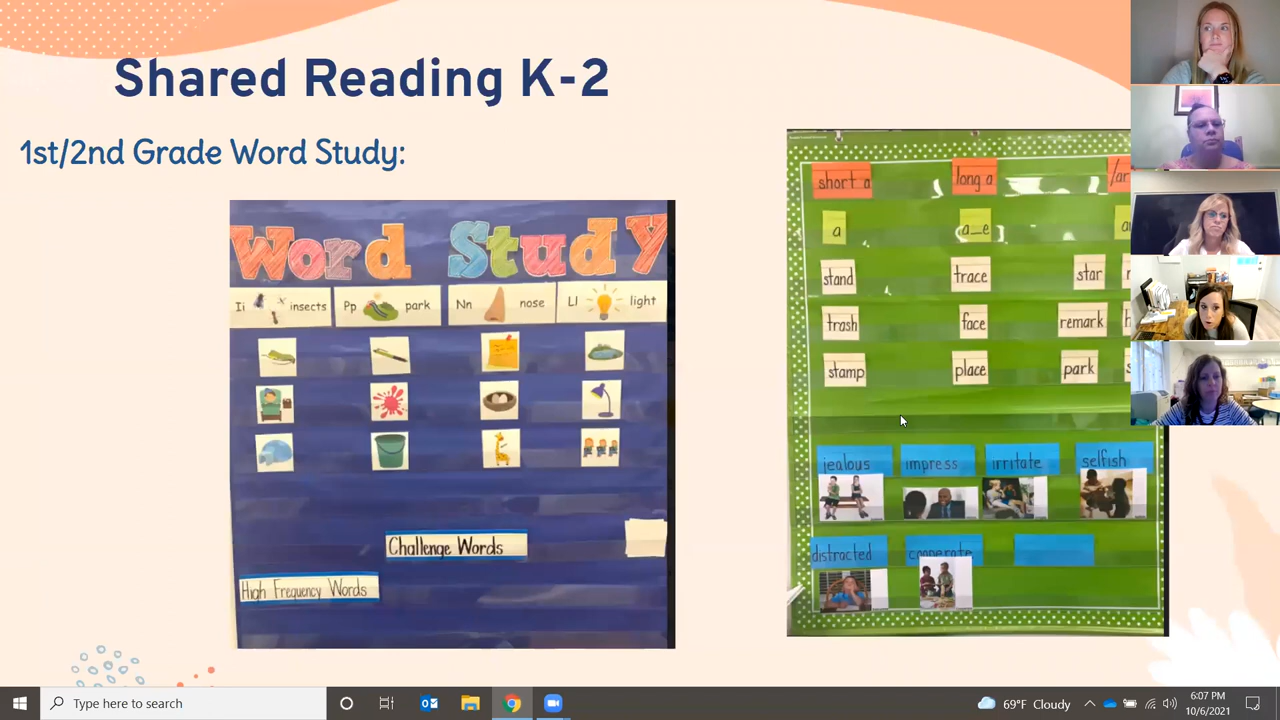 Shared Reading K-2
1st/2nd Grade Word Study:
Word Study
Ii insects Pp park Nn nose Ll light
Challenge Words
High Frequency Words
short a long a /ar
a a_e
stand trace star
trash face remark
stamp place park
jealous impress irritate selfish
distracted cooperate
Type here to search
69°F Cloudy
6:07 PM
10/6/2021